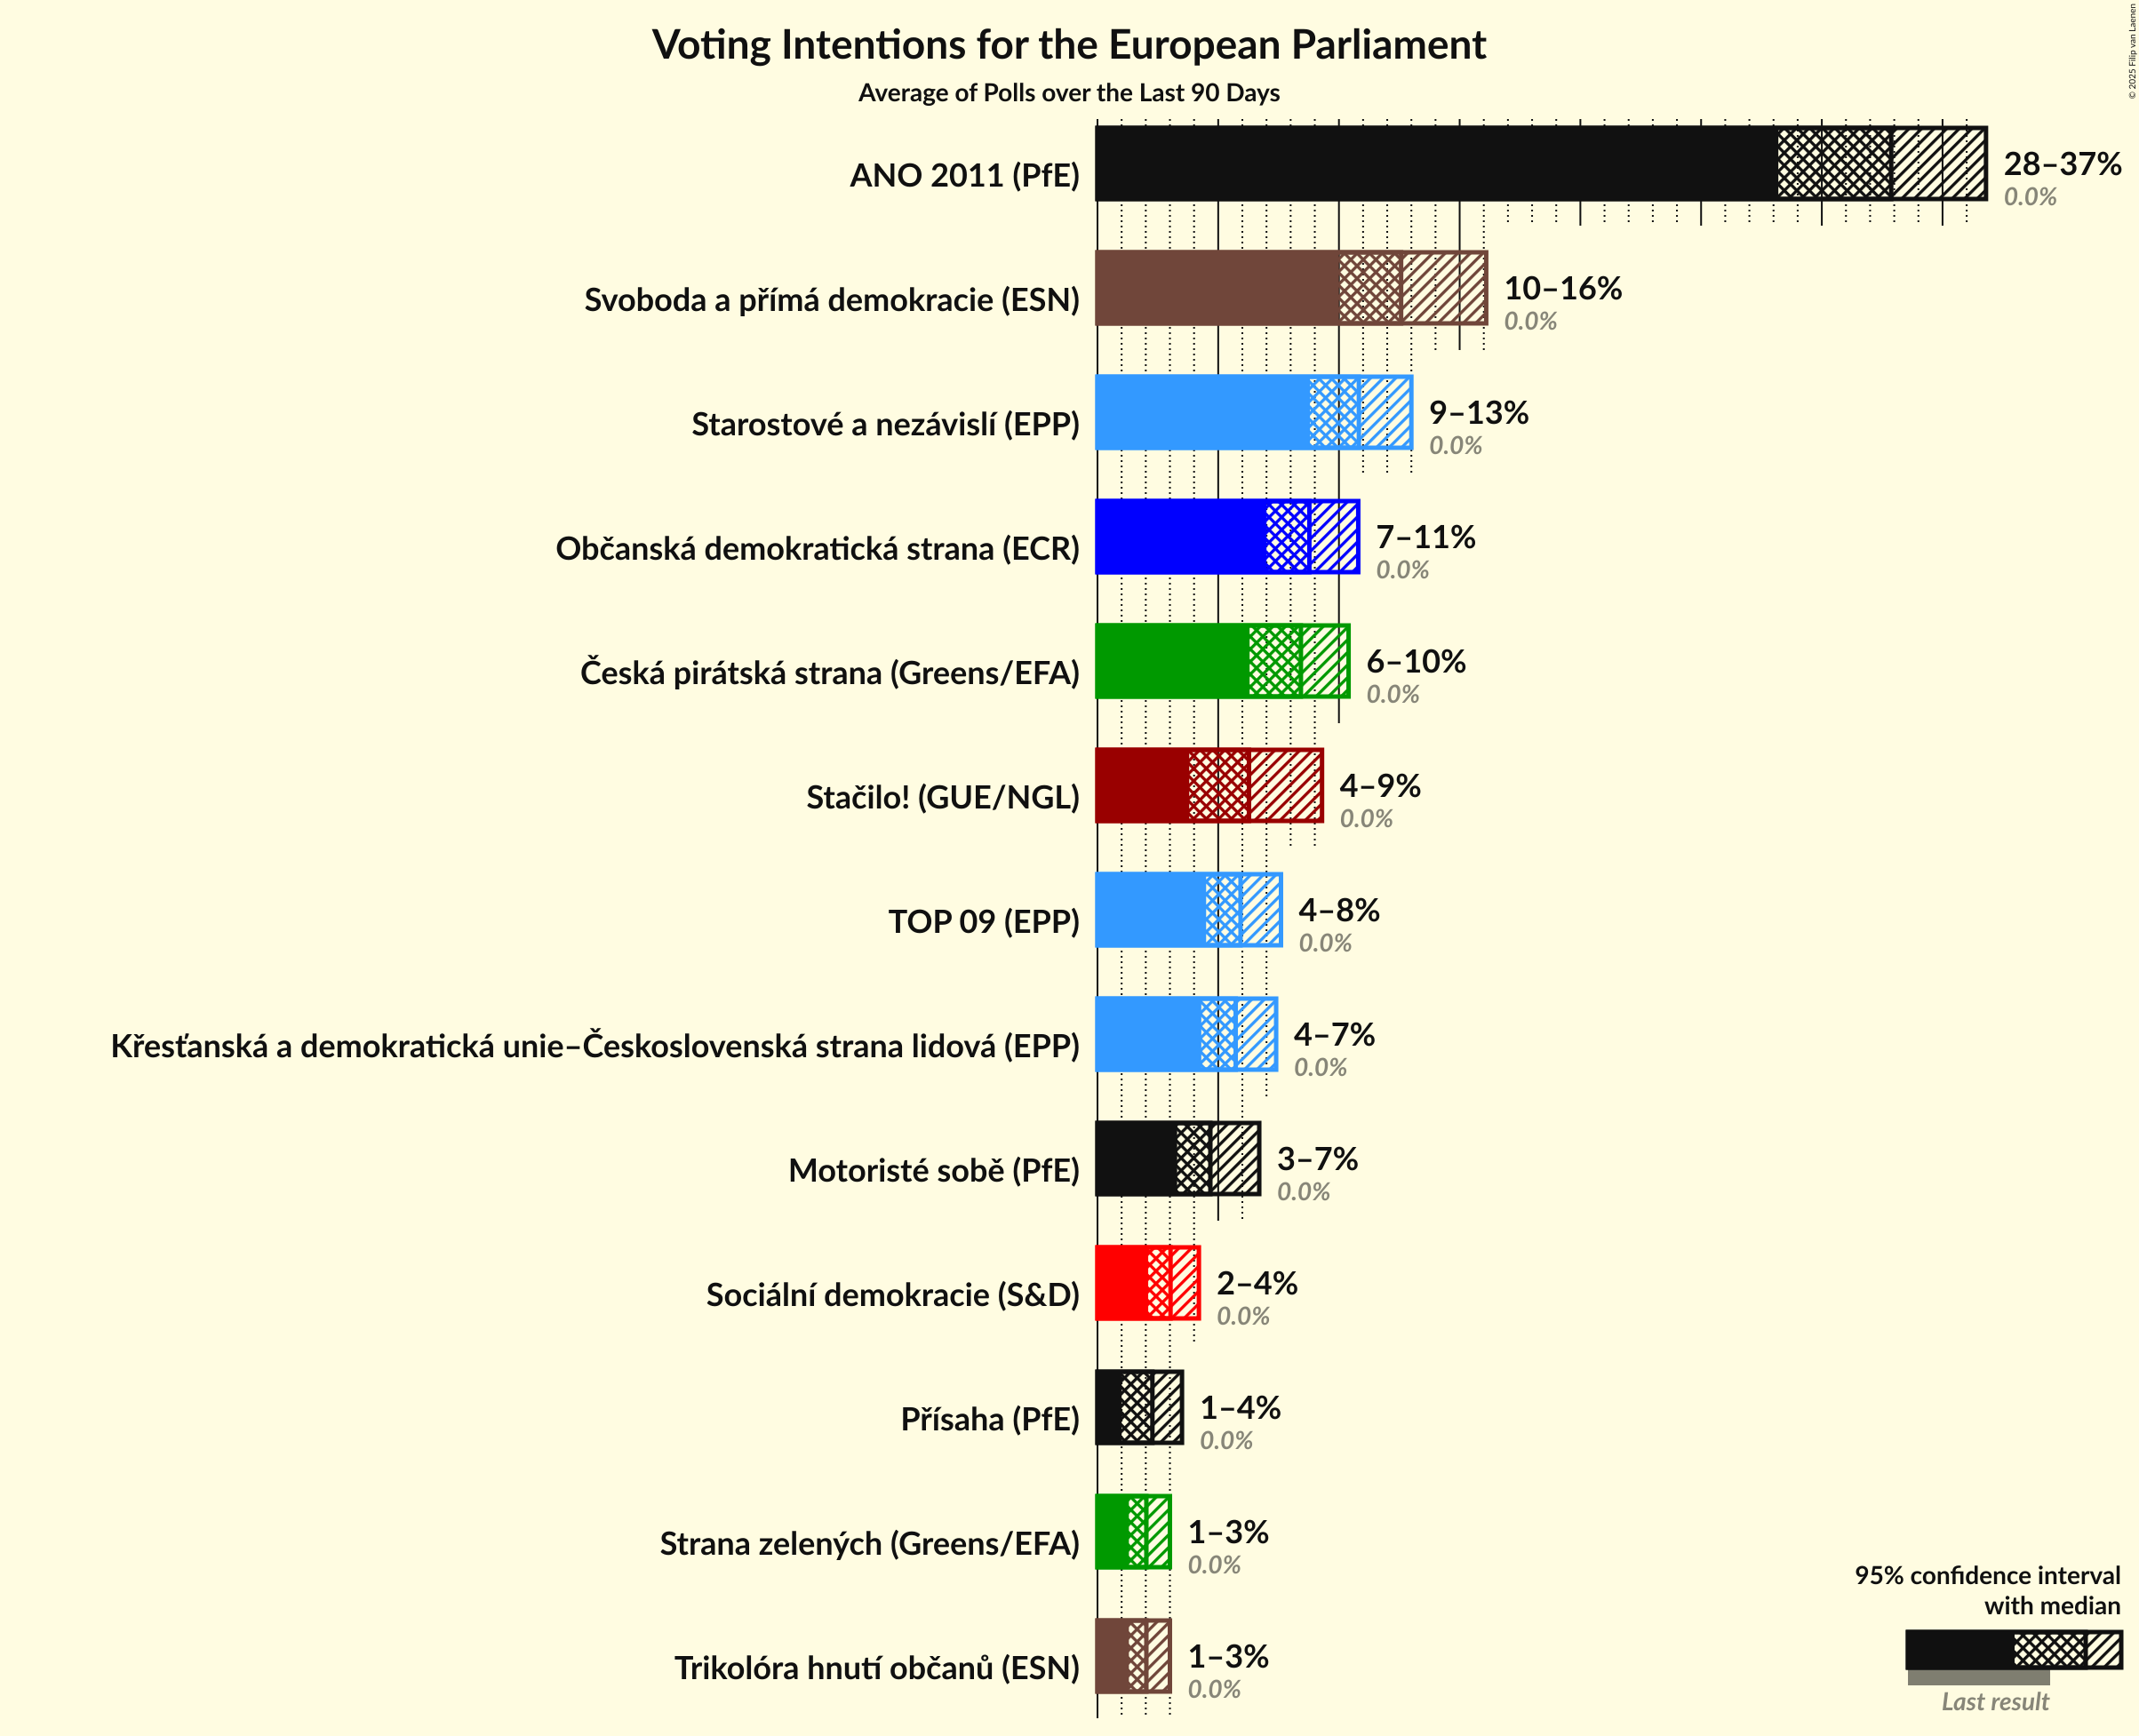 © 2025 Filip van Laenen
Voting Intentions for the European Parliament
Average of Polls over the Last 90 Days
ANO 2011 (PfE)
28–37%
0.0%
Svoboda a přímá demokracie (ESN)
10–16%
0.0%
Starostové a nezávislí (EPP)
9–13%
0.0%
Občanská demokratická strana (ECR)
7–11%
0.0%
Česká pirátská strana (Greens/EFA)
6–10%
0.0%
Stačilo! (GUE/NGL)
4–9%
0.0%
TOP 09 (EPP)
4–8%
0.0%
Křesťanská a demokratická unie–Československá strana lidová (EPP)
4–7%
0.0%
Motoristé sobě (PfE)
3–7%
0.0%
Sociální demokracie (S&D)
2–4%
0.0%
Přísaha (PfE)
1–4%
0.0%
Strana zelených (Greens/EFA)
1–3%
0.0%
Trikolóra hnutí občanů (ESN)
1–3%
0.0%
95% confidence interval
with median
Last result